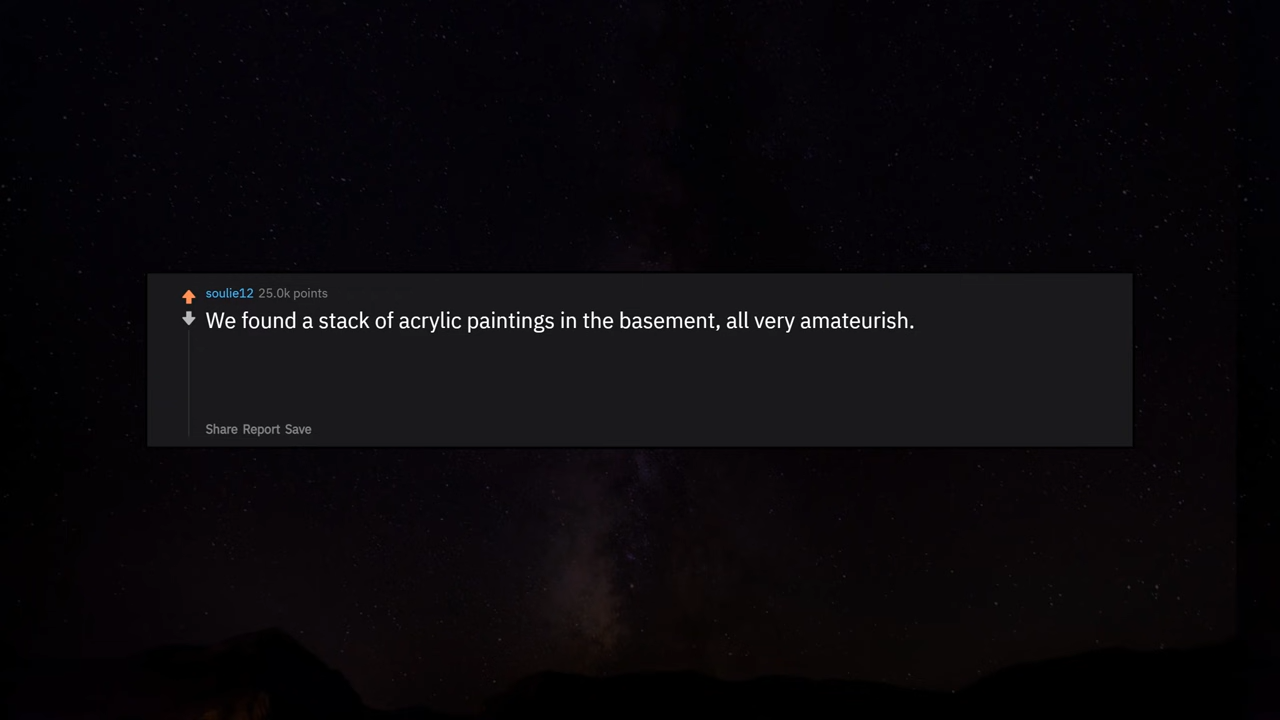 soulie12 25.0k points
We found a stack of acrylic paintings in the basement, all very amateurish.
Share Report Save